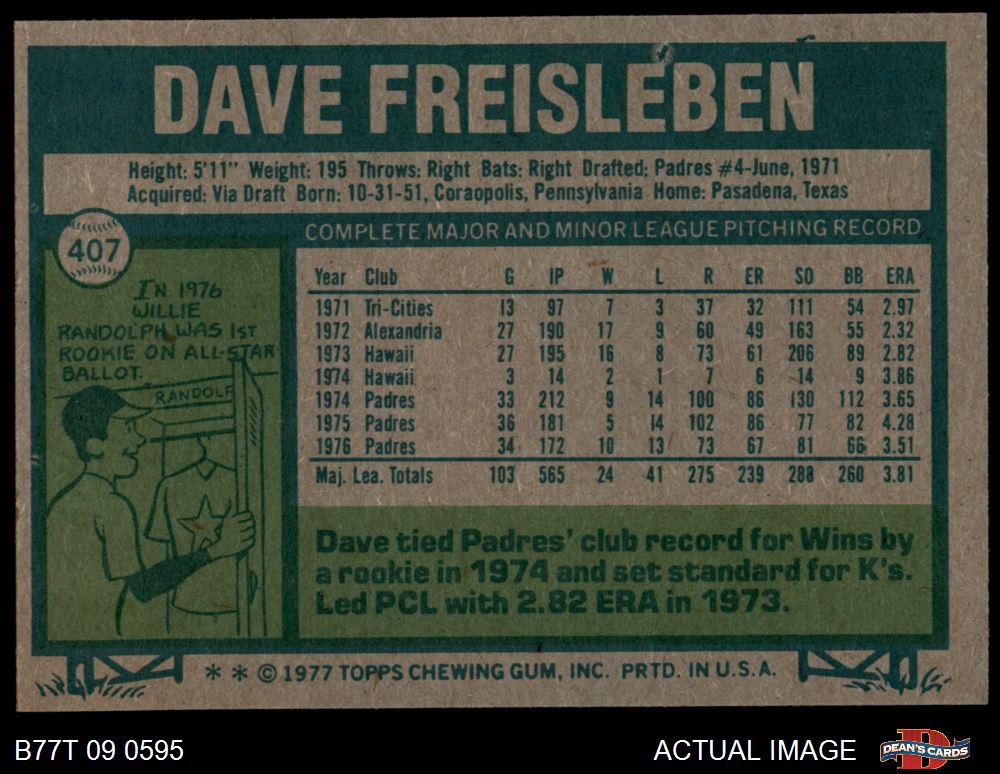 DAVE FREISLEBEN
Height: 5'11" Weight: 195 Throws: Right Bats: Right Drafted: Padres #4-June, 1971
Acquired: Via Draft Born: 10-31-51, Coraopolis, Pennsylvania Home: Pasadena, Texas
407
IN 1976
WILLIE
RANDOLPH WAS 1ST
ROOKIE ON ALL-STAR
BALLOT.
RANDOLF
COMPLETE MAJOR AND MINOR LEAGUE PITCHING RECORD
Year Club G IP W L R ER SO BB ERA
1971 Tri-Cities 13 97 7 3 37 32 111 54 2.97
1972 Alexandria 27 190 17 9 60 49 163 55 2.32
1973 Hawaii 27 195 16 8 73 61 206 89 2.82
1974 Hawaii 3 14 2 1 7 6 14 9 3.86
1974 Padres 33 212 9 14 100 86 130 112 3.65
1975 Padres 36 181 5 14 102 86 77 82 4.28
1976 Padres 34 172 10 13 73 67 81 66 3.51
Maj. Lea. Totals 103 565 24 41 275 239 288 260 3.81
Dave tied Padres' club record for Wins by
a rookie in 1974 and set standard for K's.
Led PCL with 2.82 ERA in 1973.
* * © 1977 TOPPS CHEWING GUM, INC. PRTD. IN U.S.A.
B77T 09 0595
ACTUAL IMAGE
DEAN'S CARDS